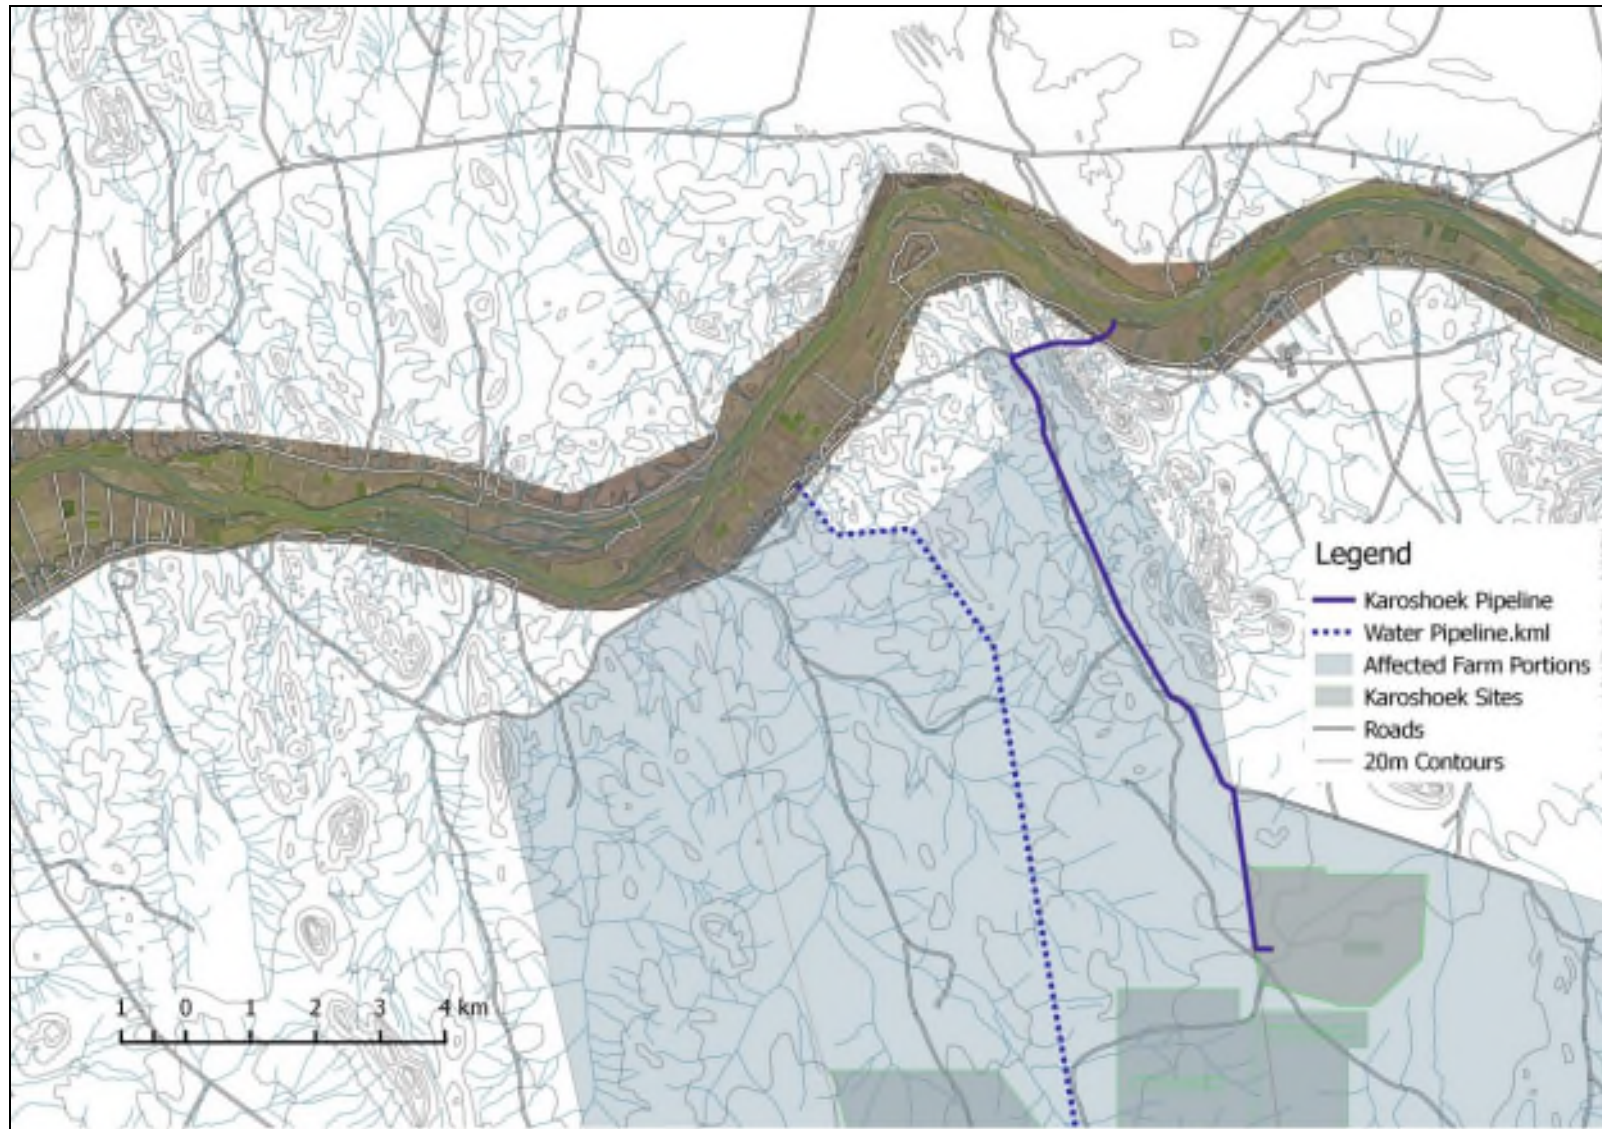 Legend
Karoshoek Pipeline
Water Pipeline.kml
Affected Farm Portions
Karoshoek Sites
Roads
20m Contours
1 0 1 2 3 4 km